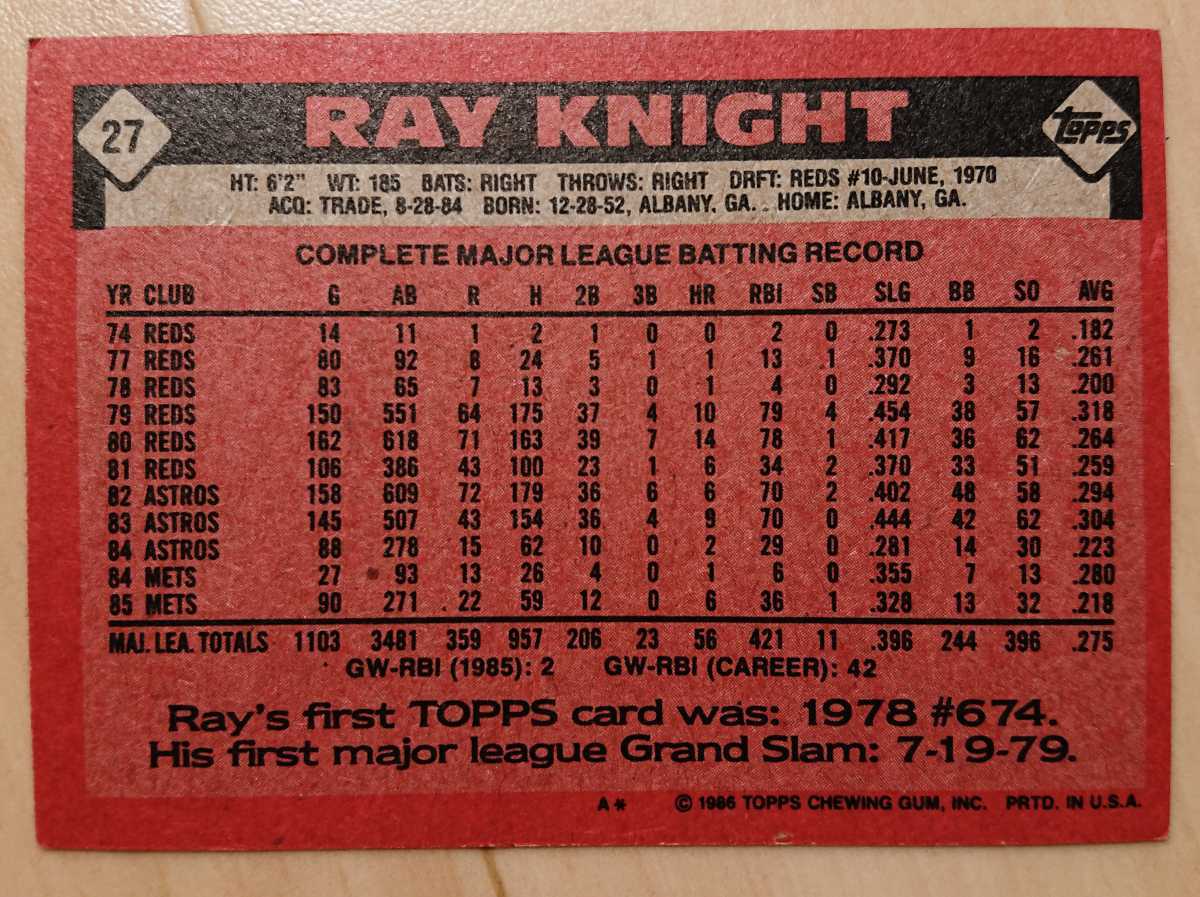 27 RAY KNIGHT Topps
HT: 6'2" WT: 185 BATS: RIGHT THROWS: RIGHT DRFT: REDS #10-JUNE, 1970
ACQ: TRADE, 8-28-84 BORN: 12-28-52, ALBANY, GA. HOME: ALBANY, GA.
COMPLETE MAJOR LEAGUE BATTING RECORD
YR CLUB G AB R H 2B 3B HR RBI SB SLG BB SO AVG
74 REDS 14 11 1 2 1 0 0 2 0 .273 1 2 .182
77 REDS 80 92 8 24 5 1 1 13 1 .370 9 16 .261
78 REDS 83 65 7 13 3 0 1 4 0 .292 3 13 .200
79 REDS 150 551 64 175 37 4 10 79 4 .454 38 57 .318
80 REDS 162 618 71 163 39 7 14 78 1 .417 36 62 .264
81 REDS 106 386 43 100 23 1 6 34 2 .370 33 51 .259
82 ASTROS 158 609 72 179 36 6 6 70 2 .402 48 58 .294
83 ASTROS 145 507 43 154 36 4 9 70 0 .444 42 62 .304
84 ASTROS 88 278 15 62 10 0 2 29 0 .281 14 30 .223
84 METS 27 93 13 26 4 0 1 6 0 .355 7 13 .280
85 METS 90 271 22 59 12 0 6 36 1 .328 13 32 .218
MAJ. LEA. TOTALS 1103 3481 359 957 206 23 56 421 11 .396 244 396 .275
GW-RBI (1985): 2 GW-RBI (CAREER): 42
Ray's first TOPPS card was: 1978 #674.
His first major league Grand Slam: 7-19-79.
A* © 1986 TOPPS CHEWING GUM, INC. PRTD. IN U.S.A.